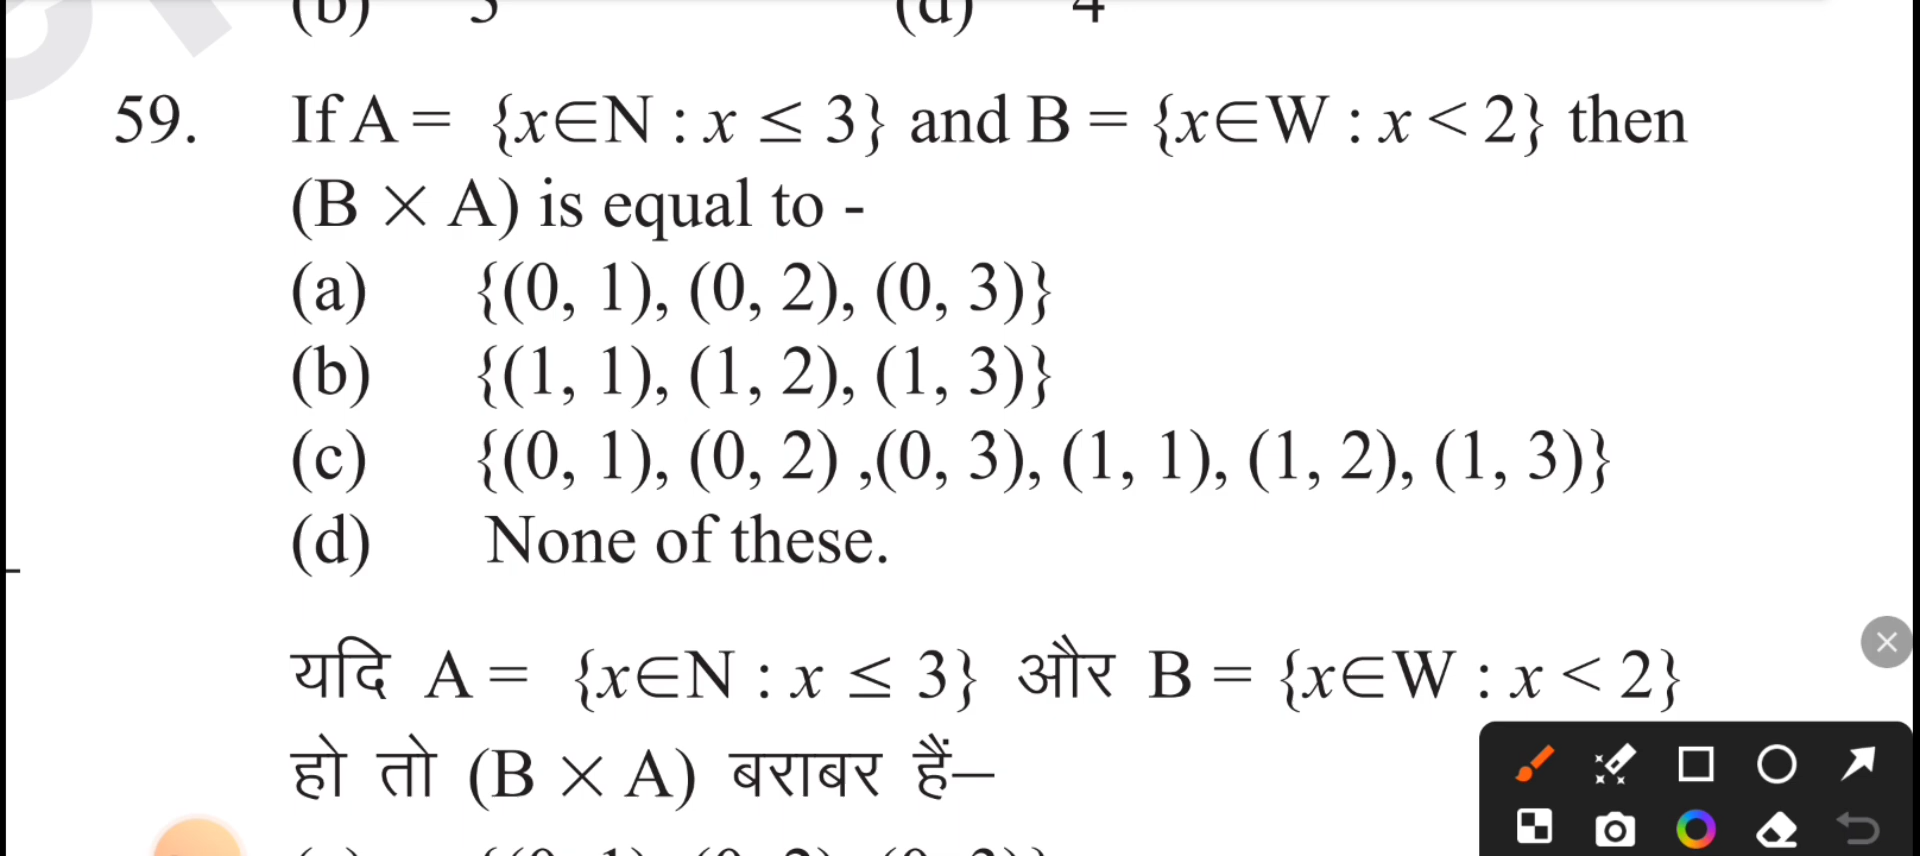 59. If A = {x∈N : x ≤ 3} and B = {x∈W : x < 2} then
(B × A) is equal to -
(a) {(0, 1), (0, 2), (0, 3)}
(b) {(1, 1), (1, 2), (1, 3)}
(c) {(0, 1), (0, 2) ,(0, 3), (1, 1), (1, 2), (1, 3)}
(d) None of these.
यदि A = {x∈N : x ≤ 3} और B = {x∈W : x < 2}
हो तो (B × A) बराबर हैं–